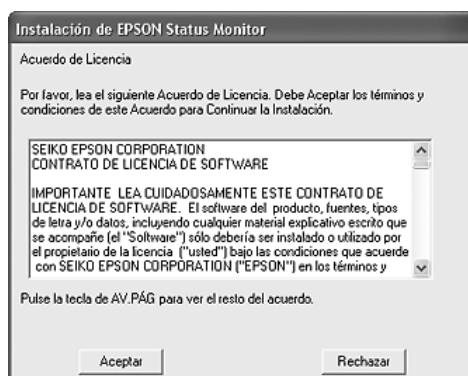 Instalación de EPSON Status Monitor
Acuerdo de Licencia
Por favor, lea el siguiente Acuerdo de Licencia. Debe Aceptar los términos y
condiciones de este Acuerdo para Continuar la Instalación.
SEIKO EPSON CORPORATION
CONTRATO DE LICENCIA DE SOFTWARE
IMPORTANTE LEA CUIDADOSAMENTE ESTE CONTRATO DE
LICENCIA DE SOFTWARE. El software del producto, fuentes, tipos
de letra y/o datos, incluyendo cualquier material explicativo escrito que
se acompañe (el "Software") sólo debería ser instalado o utilizado por
el propietario de la licencia ("usted") bajo las condiciones que acuerde
con SEIKO EPSON CORPORATION ("EPSON") en los términos y
Pulse la tecla de AV.PÁG para ver el resto del acuerdo.
Aceptar Rechazar